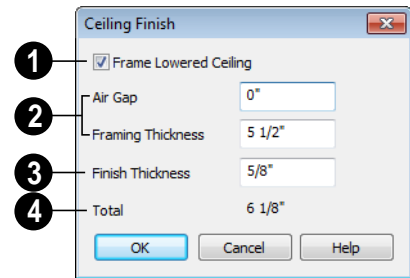 Ceiling Finish
1 Frame Lowered Ceiling
2 Air Gap 0"
Framing Thickness 5 1/2"
3 Finish Thickness 5/8"
4 Total 6 1/8"
OK Cancel Help